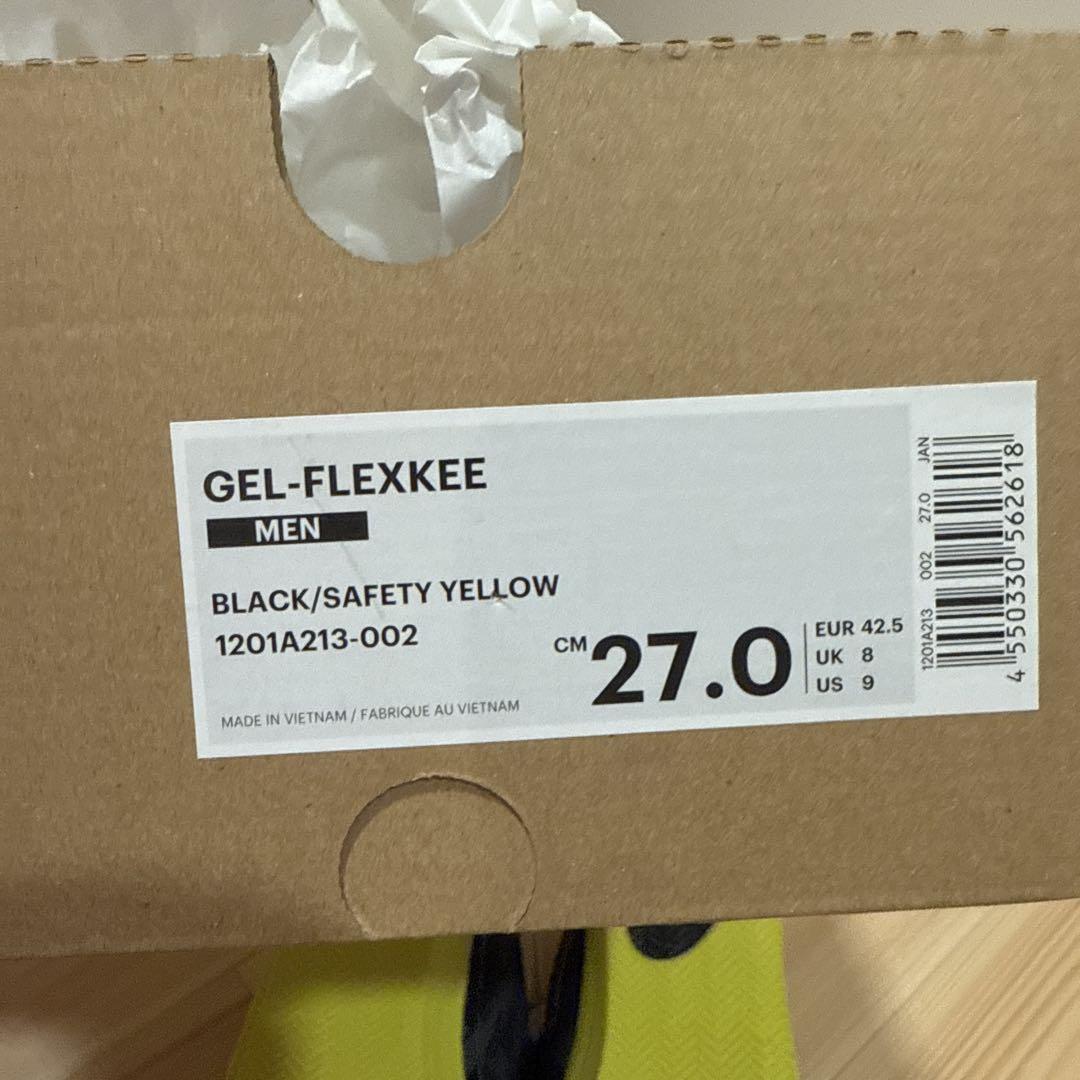 GEL-FLEXKEE
MEN
BLACK/SAFETY YELLOW
1201A213-002
CM 27.0
EUR 42.5
UK 8
US 9
MADE IN VIETNAM / FABRIQUE AU VIETNAM
1201A213 002 27.0 JAN
4 550330 562618